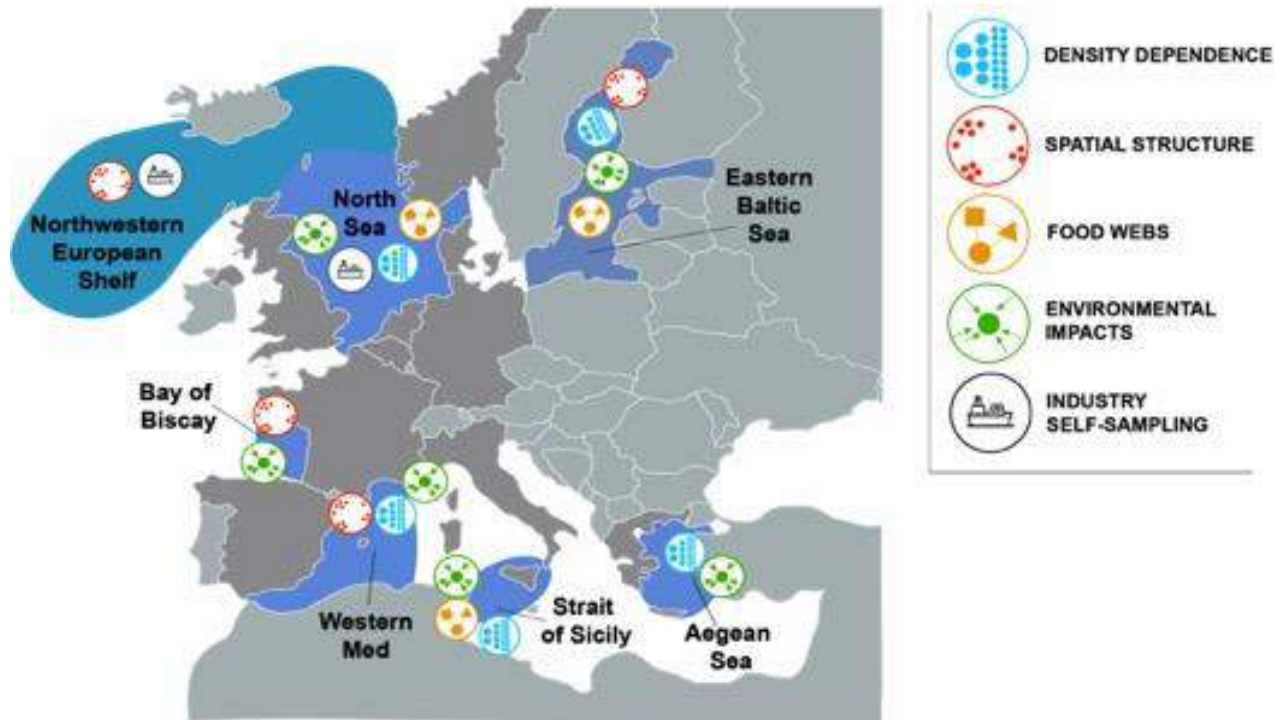 DENSITY DEPENDENCE
SPATIAL STRUCTURE
FOOD WEBS
ENVIRONMENTAL
IMPACTS
INDUSTRY
SELF-SAMPLING
North
Sea
Eastern
Baltic
Sea
Northwestern
European
Shelf
Bay of
Biscay
Western
Med
Strait
of Sicily
Aegean
Sea